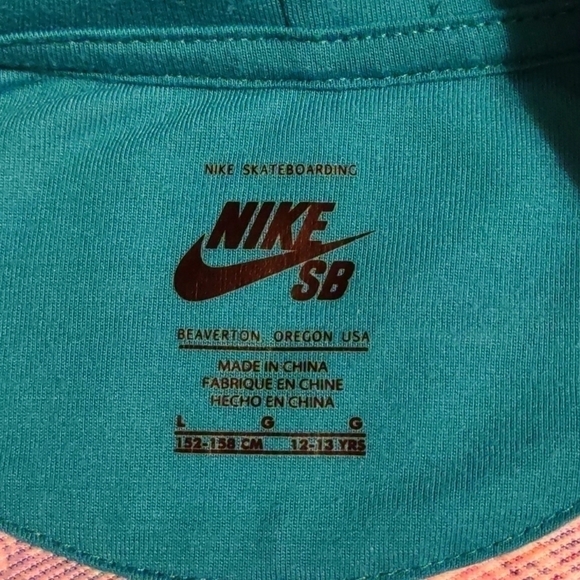 NIKE SKATEBOARDING
NIKE
SB
BEAVERTON, OREGON USA
MADE IN CHINA
FABRIQUE EN CHINE
HECHO EN CHINA
L G G
152-158 CM 12-13 YRS